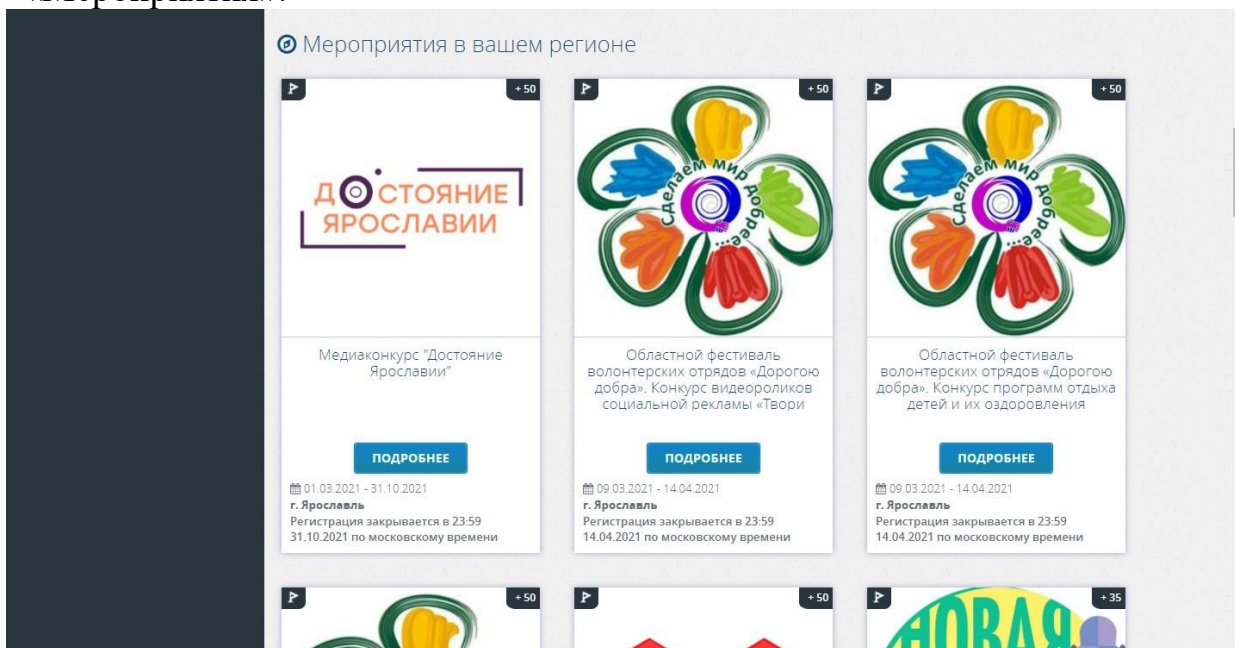 Мероприятия в вашем регионе
+ 50
+ 50
+ 50
ДОСТОЯНИЕ
ЯРОСЛАВИИ
Сделаем мир добрее...
Сделаем мир добрее...
Медиаконкурс "Достояние
Ярославии"
Областной фестиваль
волонтерских отрядов «Дорогою
добра». Конкурс видеороликов
социальной рекламы «Твори
Областной фестиваль
волонтерских отрядов «Дорогою
добра». Конкурс программ отдыха
детей и их оздоровления
ПОДРОБНЕЕ
ПОДРОБНЕЕ
ПОДРОБНЕЕ
01.03.2021 - 31.10.2021
г. Ярославль
Регистрация закрывается в 23:59
31.10.2021 по московскому времени
09.03.2021 - 14.04.2021
г. Ярославль
Регистрация закрывается в 23:59
14.04.2021 по московскому времени
09.03.2021 - 14.04.2021
г. Ярославль
Регистрация закрывается в 23:59
14.04.2021 по московскому времени
+ 50
+ 50
+ 35
НОВАЯ